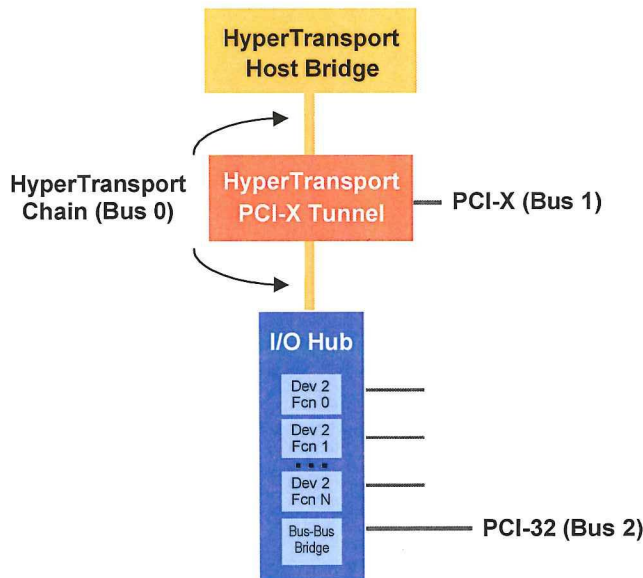 HyperTransport
Host Bridge
HyperTransport
Chain (Bus 0)
HyperTransport
PCI-X Tunnel
PCI-X (Bus 1)
I/O Hub
Dev 2
Fcn 0
Dev 2
Fcn 1
...
Dev 2
Fcn N
Bus-Bus
Bridge
PCI-32 (Bus 2)